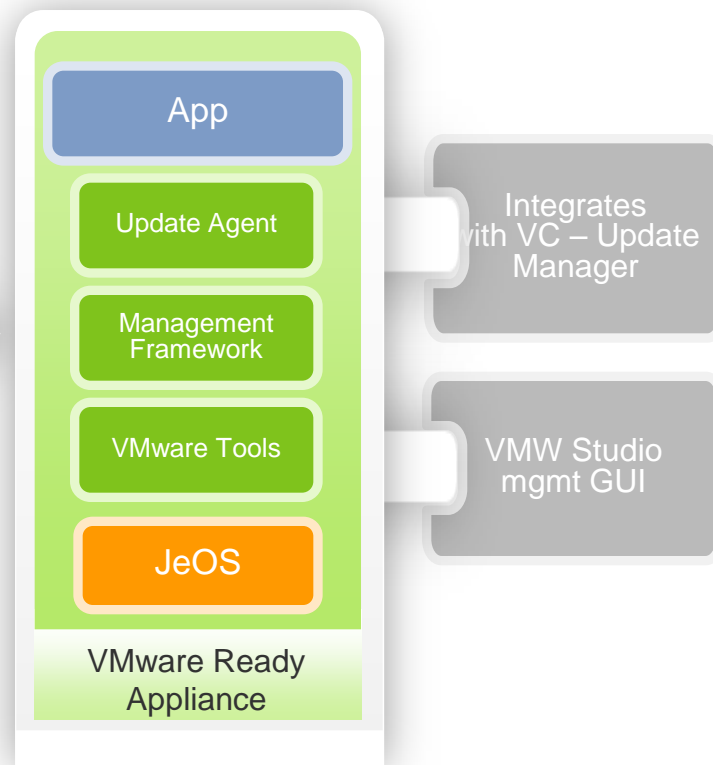 App
Update Agent
Management
Framework
VMware Tools
JeOS
VMware Ready
Appliance
Integrates
with VC – Update
Manager
VMW Studio
mgmt GUI